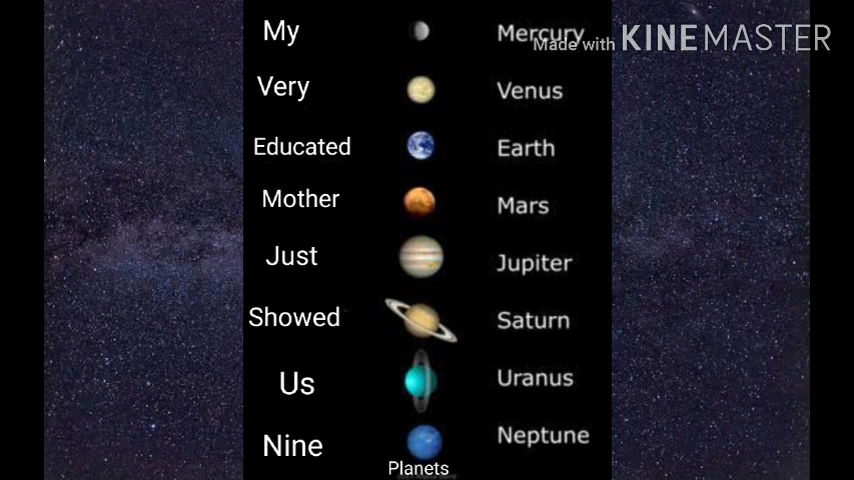 My Mercury
Made with KINEMASTER
Very Venus
Educated Earth
Mother Mars
Just Jupiter
Showed Saturn
Us Uranus
Nine Neptune
Planets